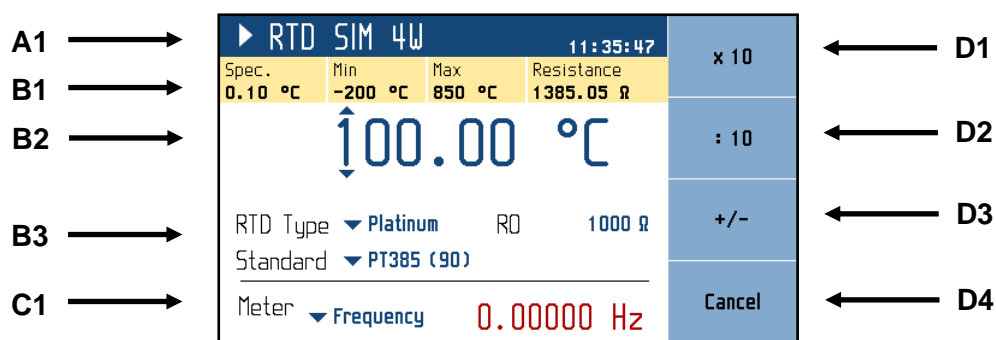 A1
RTD SIM 4W 11:35:47
x 10
D1
Spec. Min Max Resistance
B1
0.10 °C -200 °C 850 °C 1385.05 Ω
B2
100.00 °C
: 10
D2
B3
RTD Type Platinum R0 1000 Ω
+/-
D3
Standard PT385 (90)
C1
Meter Frequency 0.00000 Hz
Cancel
D4